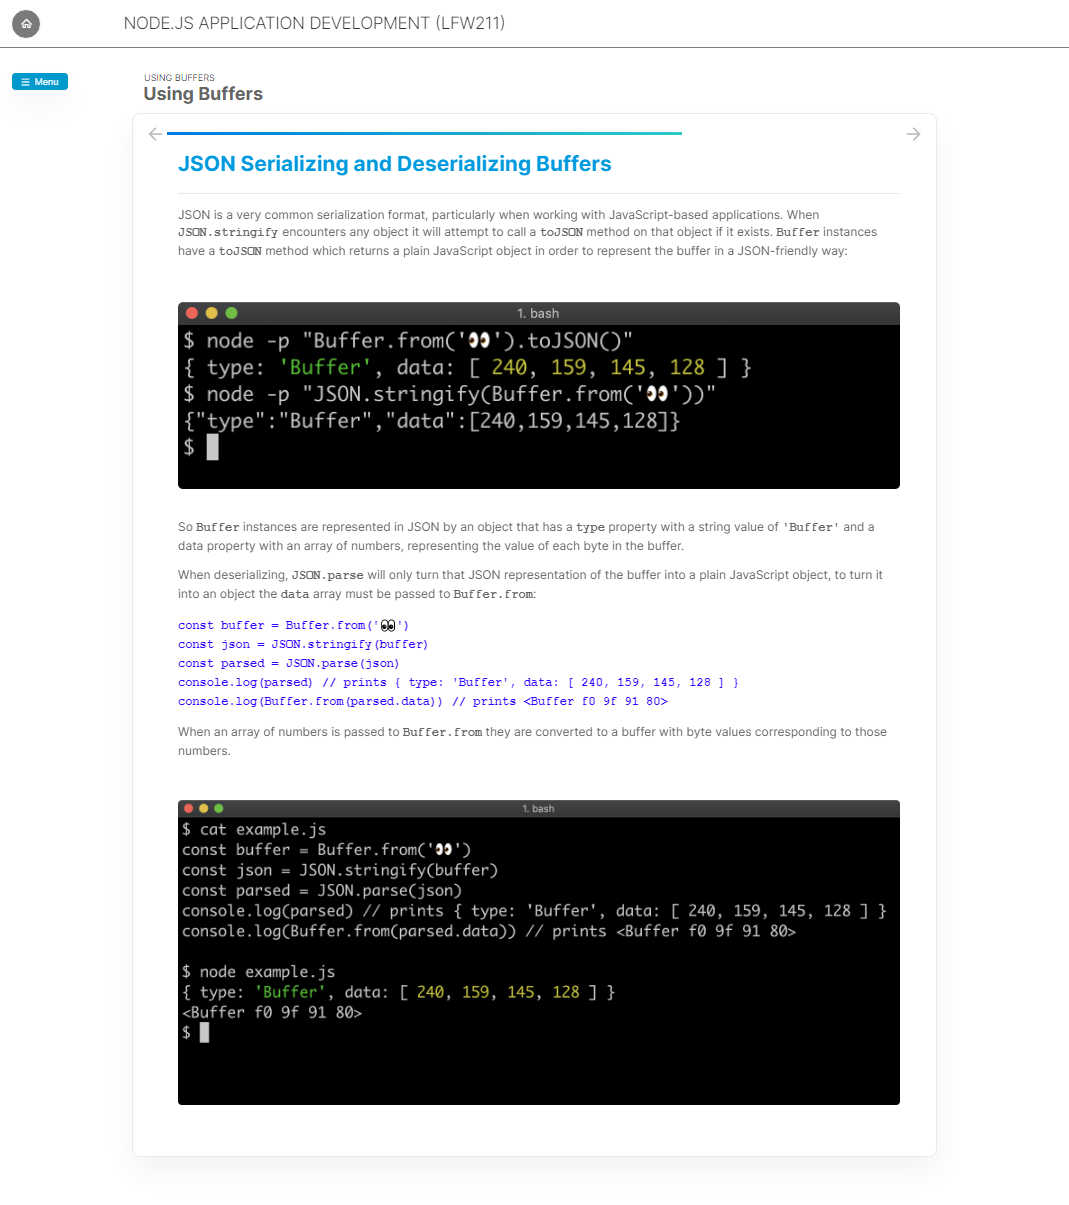 NODE.JS APPLICATION DEVELOPMENT (LFW211)
Menu
USING BUFFERS
Using Buffers
JSON Serializing and Deserializing Buffers
JSON is a very common serialization format, particularly when working with JavaScript-based applications. When
JSON.stringify encounters any object it will attempt to call a toJSON method on that object if it exists. Buffer instances
have a toJSON method which returns a plain JavaScript object in order to represent the buffer in a JSON-friendly way:
1. bash
$ node -p "Buffer.from('👀').toJSON()"
{ type: 'Buffer', data: [ 240, 159, 145, 128 ] }
$ node -p "JSON.stringify(Buffer.from('👀'))"
{"type":"Buffer","data":[240,159,145,128]}
$
So Buffer instances are represented in JSON by an object that has a type property with a string value of 'Buffer' and a
data property with an array of numbers, representing the value of each byte in the buffer.
When deserializing, JSON.parse will only turn that JSON representation of the buffer into a plain JavaScript object, to turn it
into an object the data array must be passed to Buffer.from:
const buffer = Buffer.from('👀')
const json = JSON.stringify(buffer)
const parsed = JSON.parse(json)
console.log(parsed) // prints { type: 'Buffer', data: [ 240, 159, 145, 128 ] }
console.log(Buffer.from(parsed.data)) // prints <Buffer f0 9f 91 80>
When an array of numbers is passed to Buffer.from they are converted to a buffer with byte values corresponding to those
numbers.
1. bash
$ cat example.js
const buffer = Buffer.from('👀')
const json = JSON.stringify(buffer)
const parsed = JSON.parse(json)
console.log(parsed) // prints { type: 'Buffer', data: [ 240, 159, 145, 128 ] }
console.log(Buffer.from(parsed.data)) // prints <Buffer f0 9f 91 80>
$ node example.js
{ type: 'Buffer', data: [ 240, 159, 145, 128 ] }
<Buffer f0 9f 91 80>
$